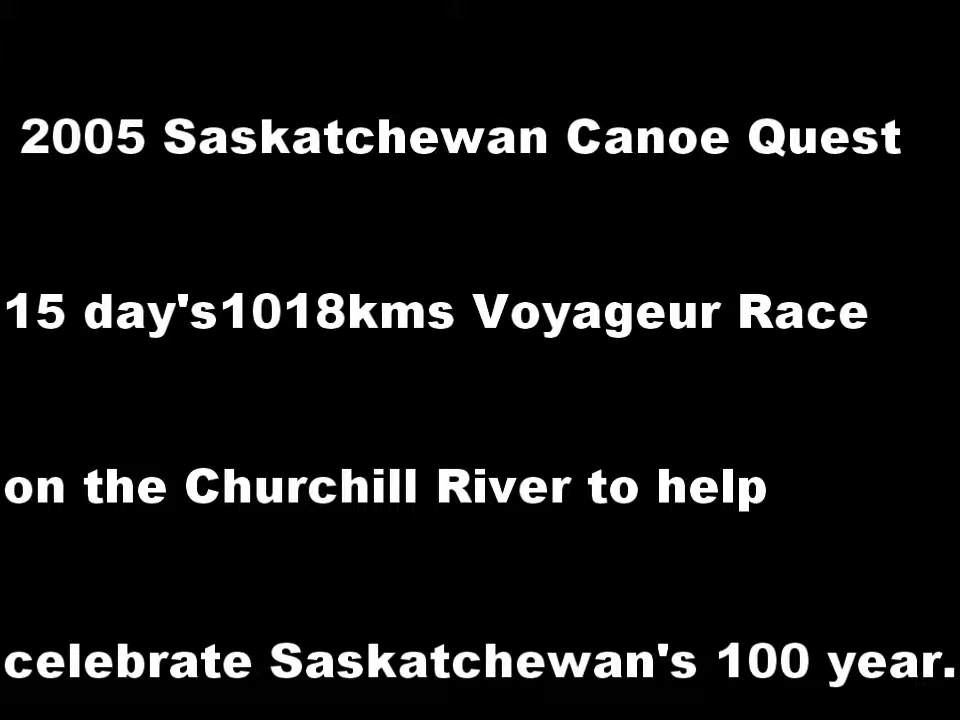 2005 Saskatchewan Canoe Quest
15 day's1018kms Voyageur Race
on the Churchill River to help
celebrate Saskatchewan's 100 year.